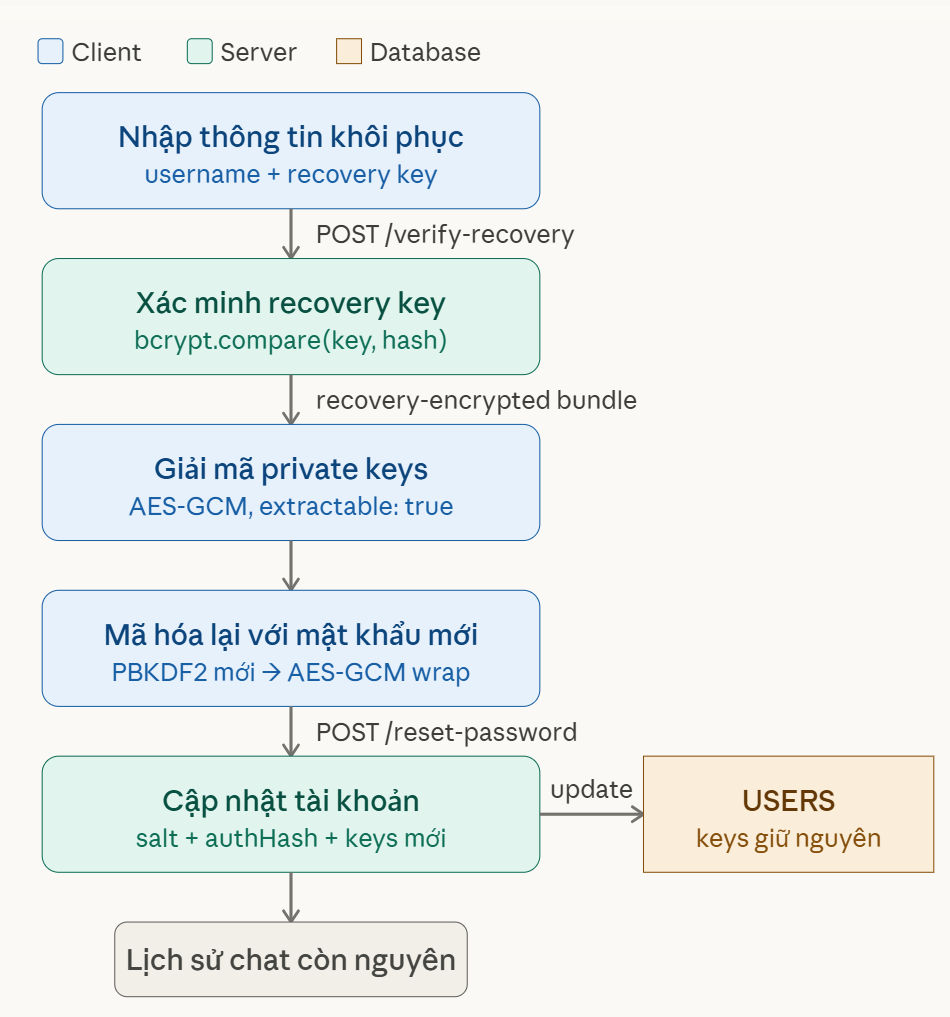 Client
Server
Database
Nhập thông tin khôi phục
username + recovery key
POST /verify-recovery
Xác minh recovery key
bcrypt.compare(key, hash)
recovery-encrypted bundle
Giải mã private keys
AES-GCM, extractable: true
Mã hóa lại với mật khẩu mới
PBKDF2 mới → AES-GCM wrap
POST /reset-password
Cập nhật tài khoản
salt + authHash + keys mới
update
USERS
keys giữ nguyên
Lịch sử chat còn nguyên